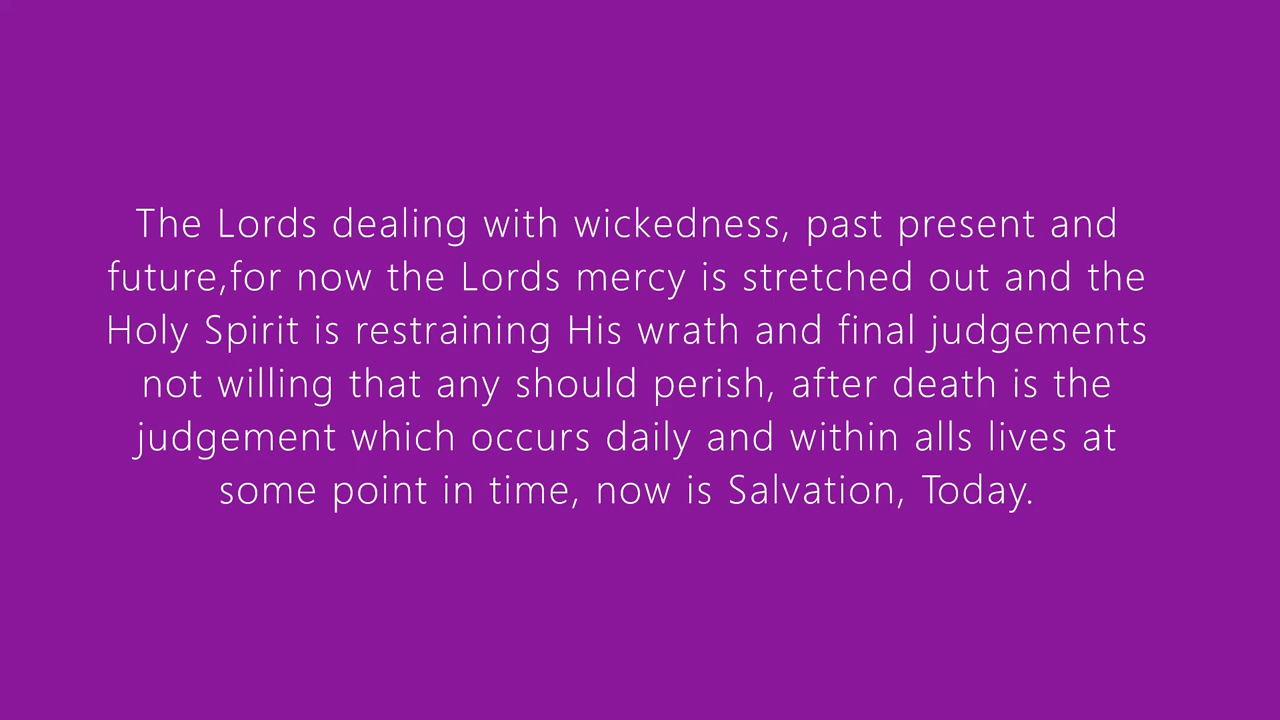 The Lords dealing with wickedness, past present and
future,for now the Lords mercy is stretched out and the
Holy Spirit is restraining His wrath and final judgements
not willing that any should perish, after death is the
judgement which occurs daily and within alls lives at
some point in time, now is Salvation, Today.